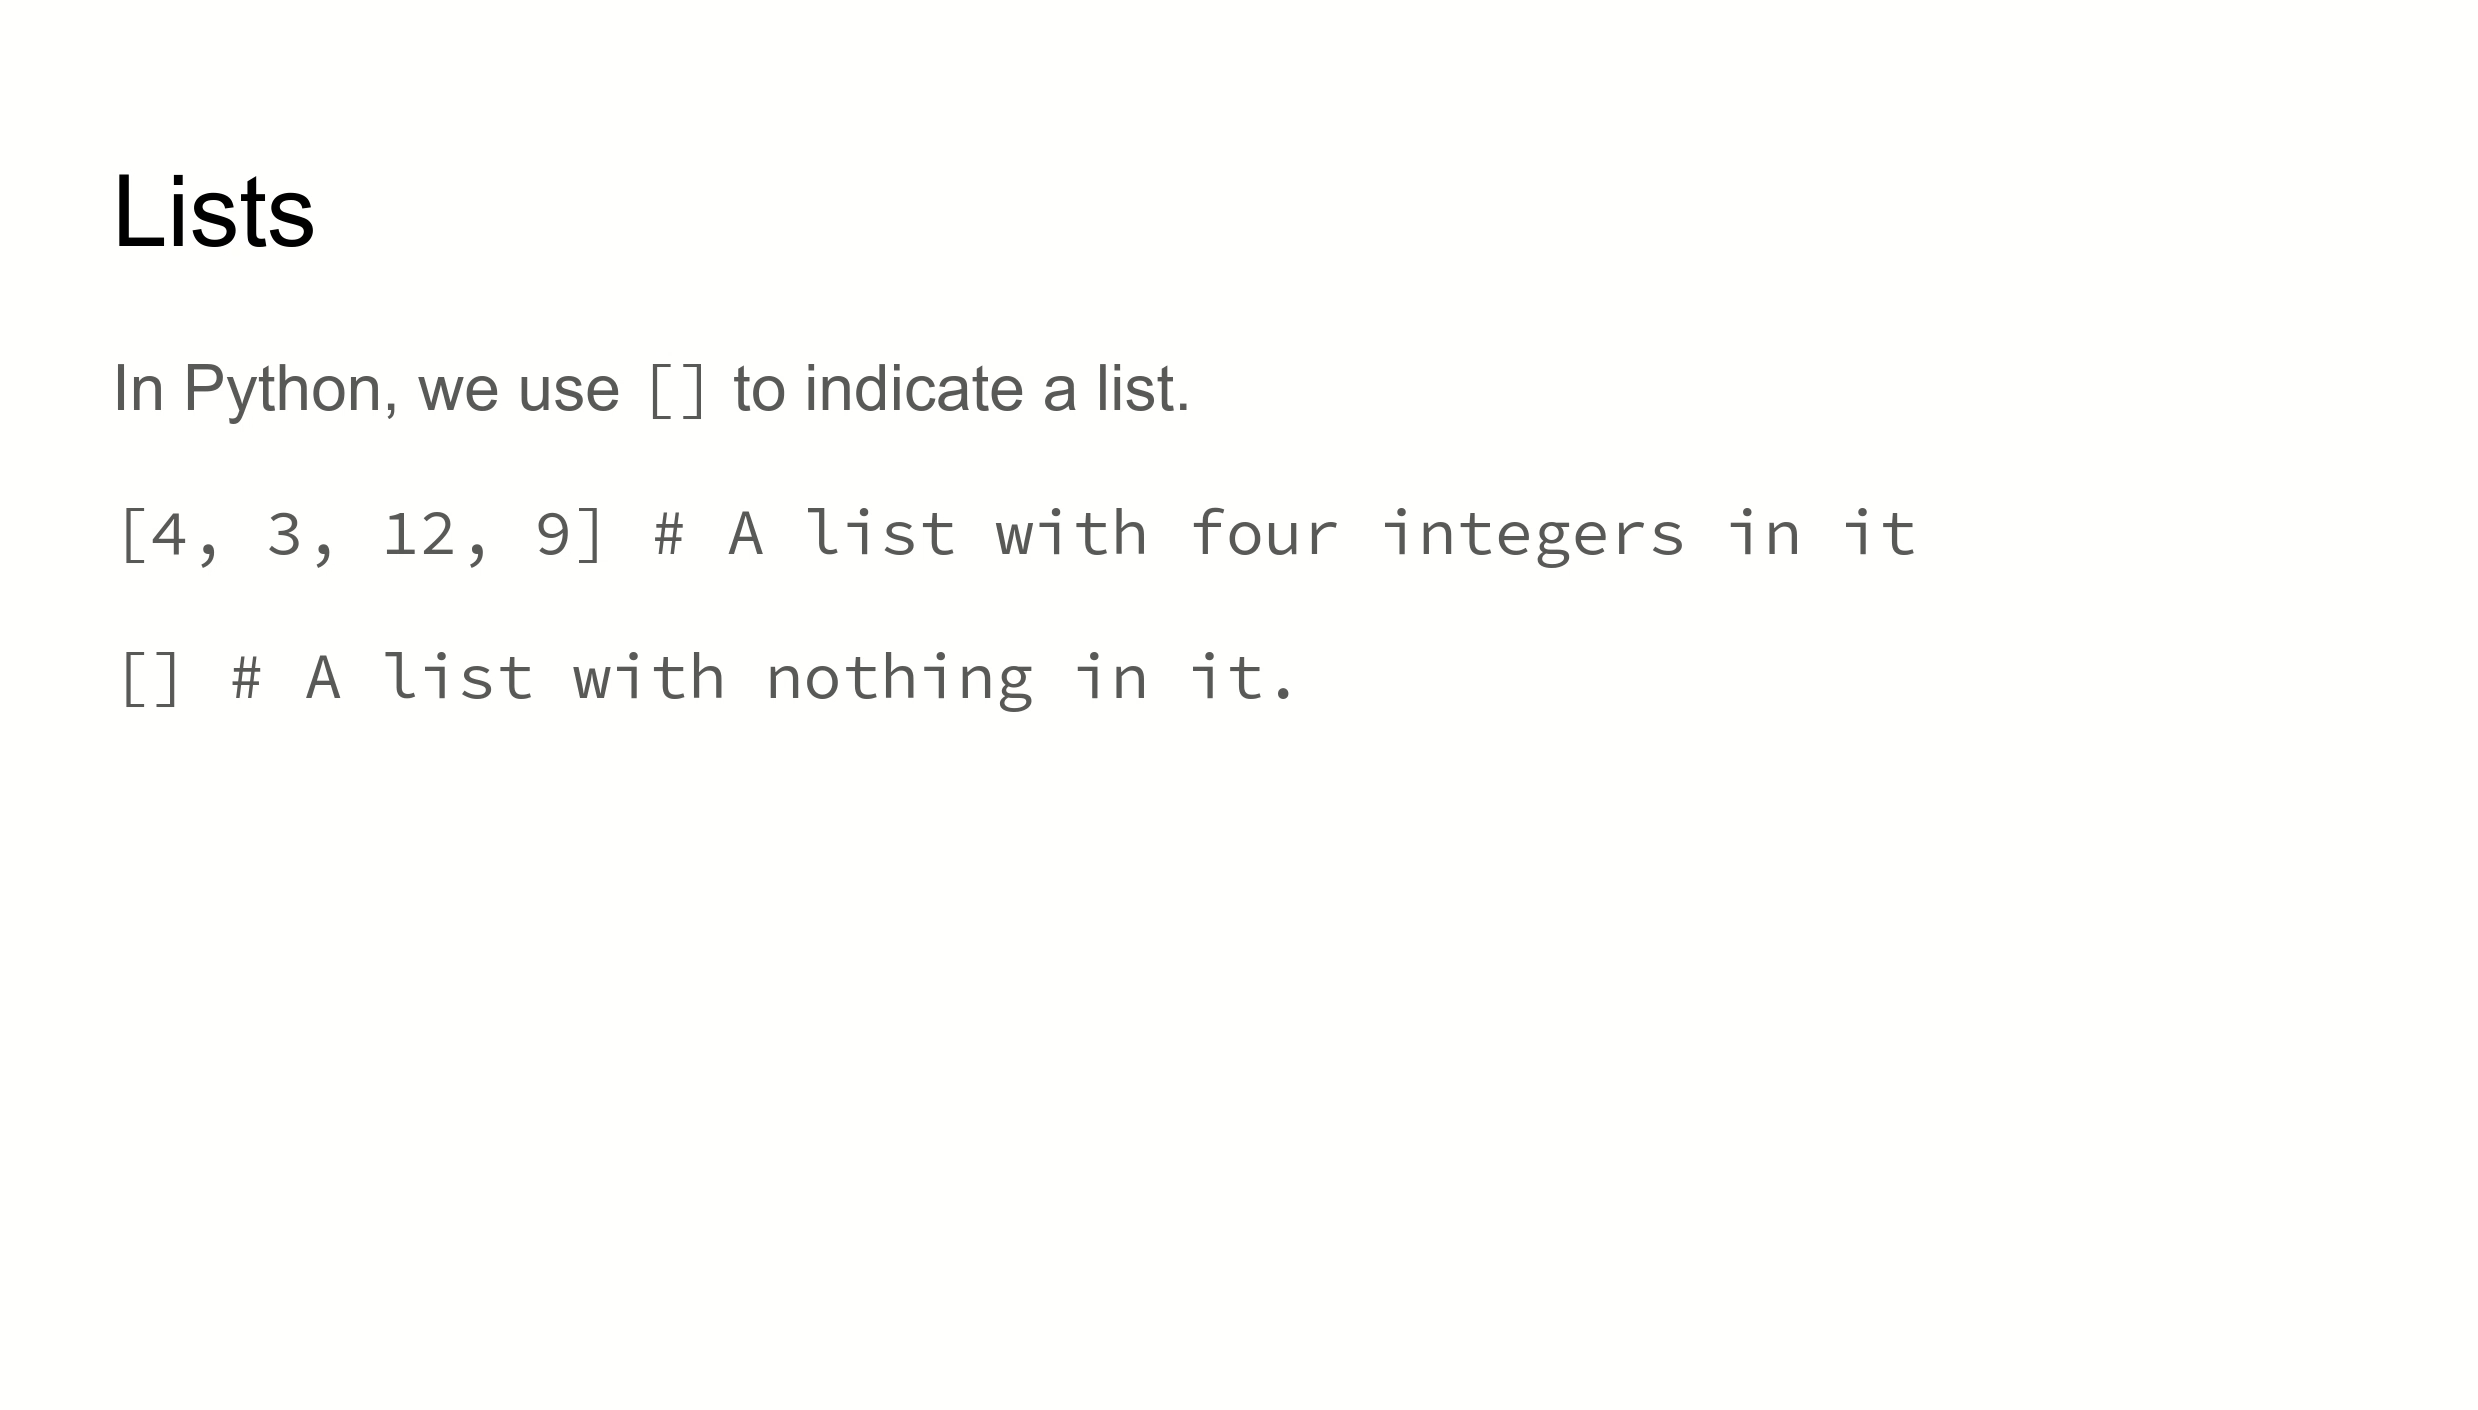 Lists
In Python, we use [] to indicate a list.
[4, 3, 12, 9] # A list with four integers in it
[] # A list with nothing in it.